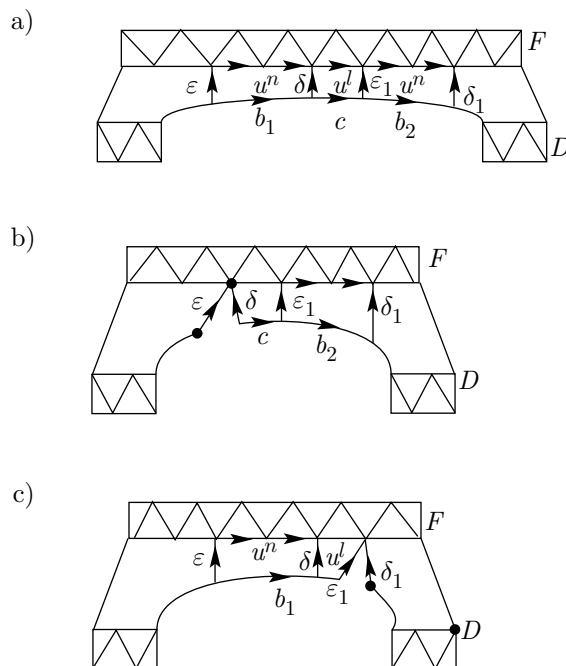 a)
F
ε u^n δ u^l ε_1 u^n δ_1
b_1 c b_2
D
b)
F
ε δ ε_1 δ_1
c b_2
D
c)
F
ε u^n δ u^l ε_1 δ_1
b_1
D